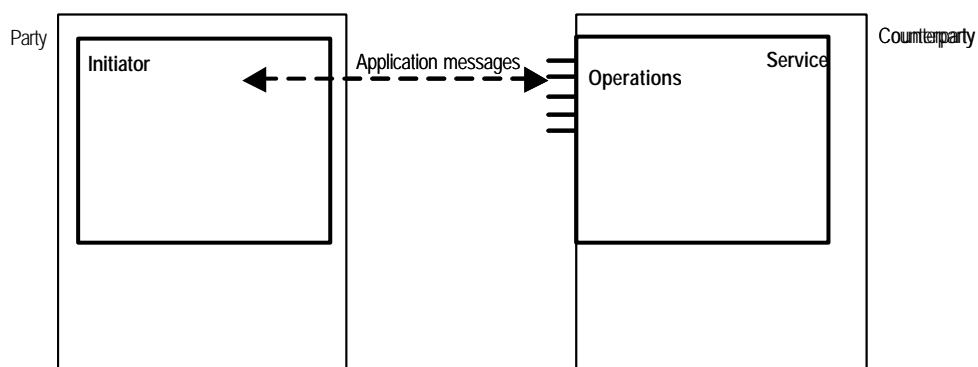 Party
Counterparty
Initiator
Application messages
Service
Operations